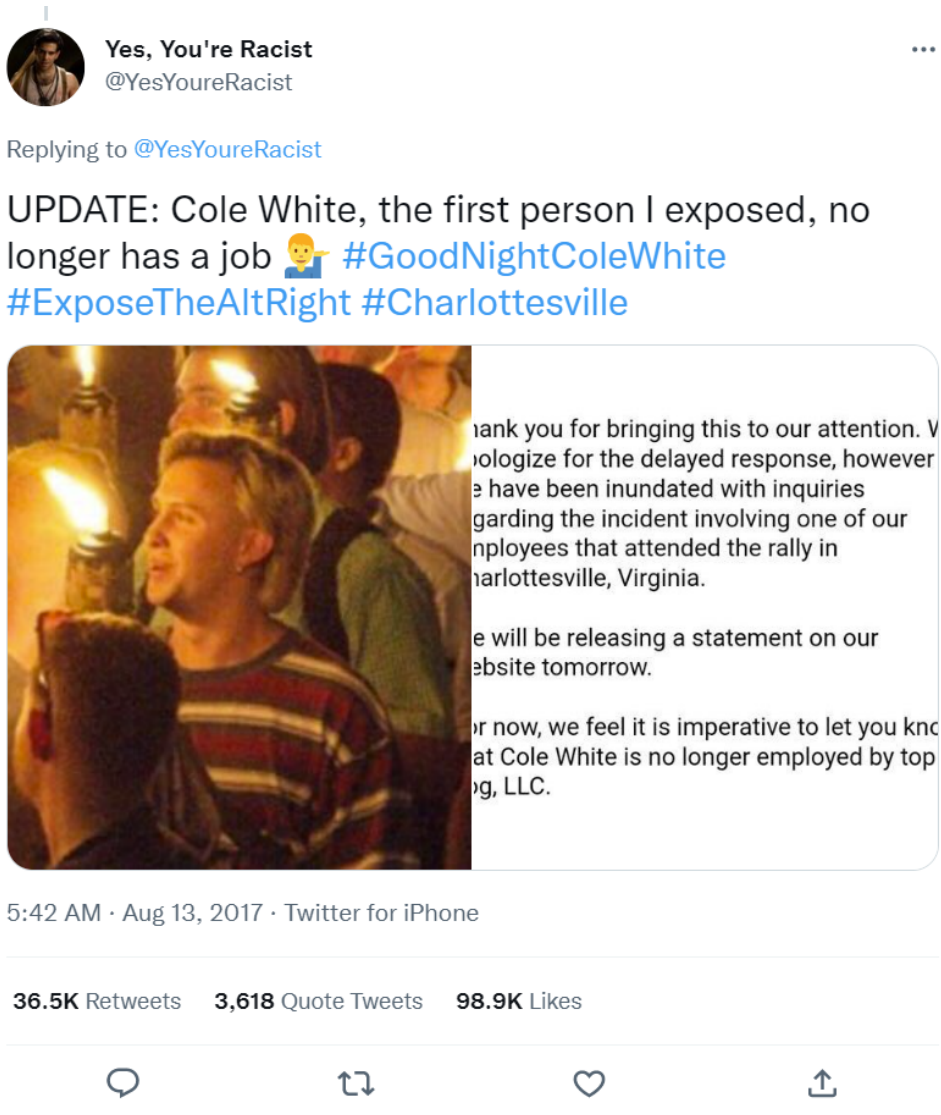 Yes, You're Racist
@YesYoureRacist
Replying to @YesYoureRacist
UPDATE: Cole White, the first person I exposed, no
longer has a job 💁‍♂️ #GoodNightColeWhite
#ExposeTheAltRight #Charlottesville
hank you for bringing this to our attention. W
pologize for the delayed response, however
e have been inundated with inquiries
garding the incident involving one of our
mployees that attended the rally in
harlottesville, Virginia.
e will be releasing a statement on our
ebsite tomorrow.
or now, we feel it is imperative to let you kno
at Cole White is no longer employed by top
og, LLC.
5:42 AM · Aug 13, 2017 · Twitter for iPhone
36.5K Retweets 3,618 Quote Tweets 98.9K Likes